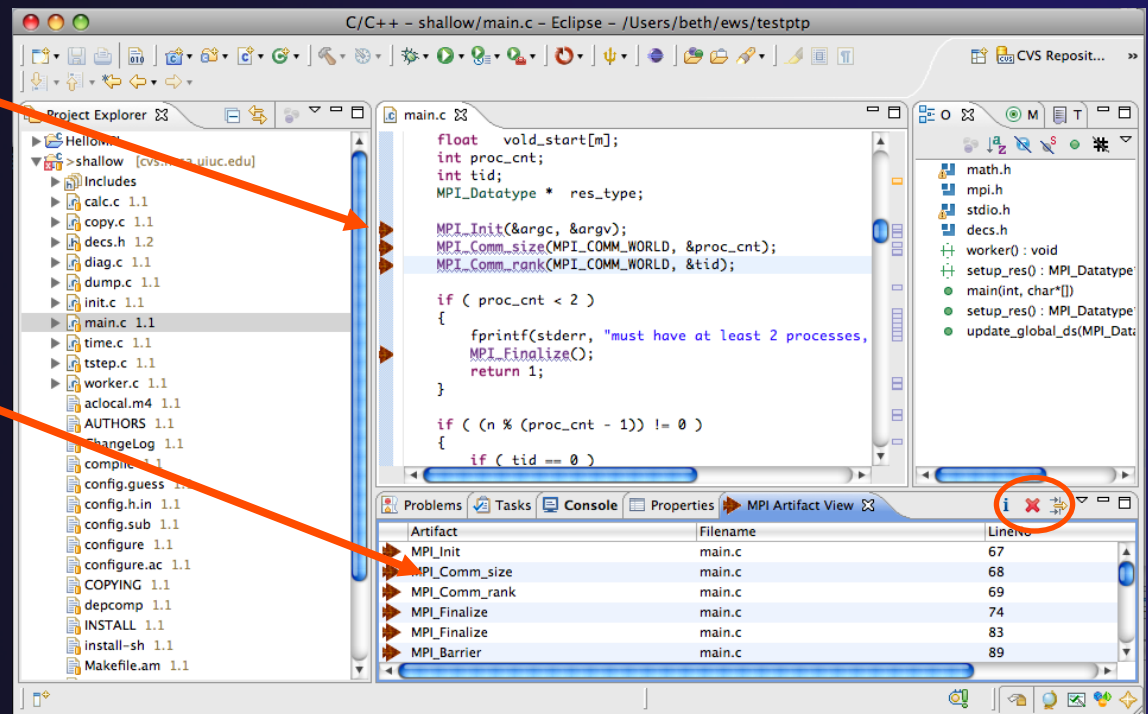 C/C++ - shallow/main.c - Eclipse - /Users/beth/ews/testptp
010
CVS Reposit... »
Project Explorer
>shallow [cvs. uiuc.edu]
Includes
calc.c 1.1
copy.c 1.1
decs.h 1.2
diag.c 1.1
dump.c 1.1
init.c 1.1
main.c 1.1
time.c 1.1
tstep.c 1.1
worker.c 1.1
aclocal.m4 1.1
AUTHORS 1.1
ChangeLog 1.1
compile 1.1
config.guess
config.h.in 1.1
config.sub 1.1
configure 1.1
configure.ac 1.1
COPYING 1.1
depcomp 1.1
INSTALL 1.1
install-sh 1.1
Makefile.am 1.1
main.c
float vold_start[m];
int proc_cnt;
int tid;
MPI_Datatype * res_type;
MPI_Init(&argc, &argv);
MPI_Comm_size(MPI_COMM_WORLD, &proc_cnt);
MPI_Comm_rank(MPI_COMM_WORLD, &tid);
if ( proc_cnt < 2 )
{
fprintf(stderr, "must have at least 2 processes,
MPI_Finalize();
return 1;
}
if ( (n % (proc_cnt - 1)) != 0 )
{
if ( tid == 0 )
O M T
math.h
mpi.h
stdio.h
decs.h
worker() : void
setup_res() : MPI_Datatype
main(int, char*[])
setup_res() : MPI_Datatype
update_global_ds(MPI_Data
Problems Tasks Console Properties MPI Artifact View
Artifact Filename LineNo
MPI_Init main.c 67
MPI_Comm_size main.c 68
MPI_Comm_rank main.c 69
MPI_Finalize main.c 74
MPI_Finalize main.c 83
MPI_Barrier main.c 89